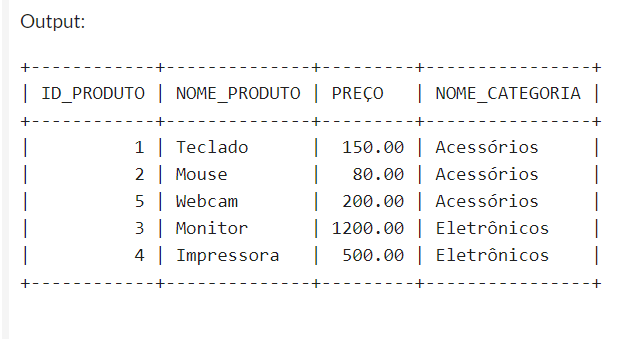 Output:
+------------+--------------+---------+----------------+
| ID_PRODUTO | NOME_PRODUTO | PREÇO   | NOME_CATEGORIA |
+------------+--------------+---------+----------------+
|          1 | Teclado      |  150.00 | Acessórios     |
|          2 | Mouse        |   80.00 | Acessórios     |
|          5 | Webcam       |  200.00 | Acessórios     |
|          3 | Monitor      | 1200.00 | Eletrônicos    |
|          4 | Impressora   |  500.00 | Eletrônicos    |
+------------+--------------+---------+----------------+